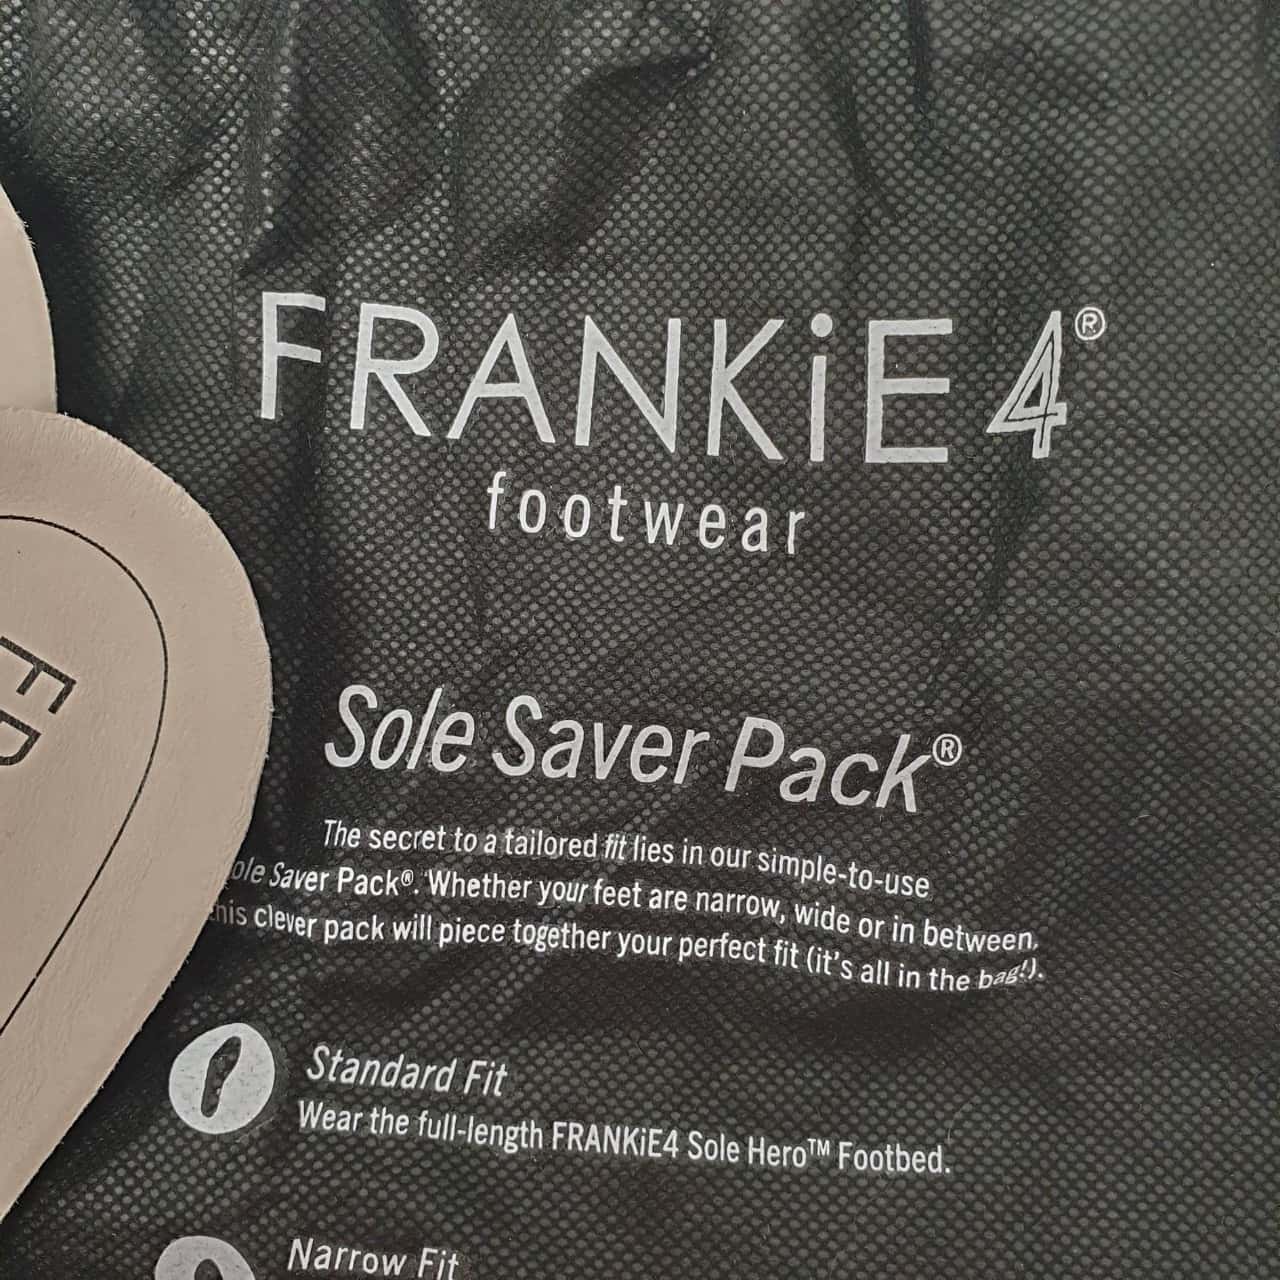 FRANKiE4®
footwear
Sole Saver Pack®
The secret to a tailored fit lies in our simple-to-use
ole Saver Pack®. Whether your feet are narrow, wide or in between,
his clever pack will piece together your perfect fit (it's all in the bag!).
Standard Fit
Wear the full-length FRANKiE4 Sole Hero™ Footbed.
Narrow Fit